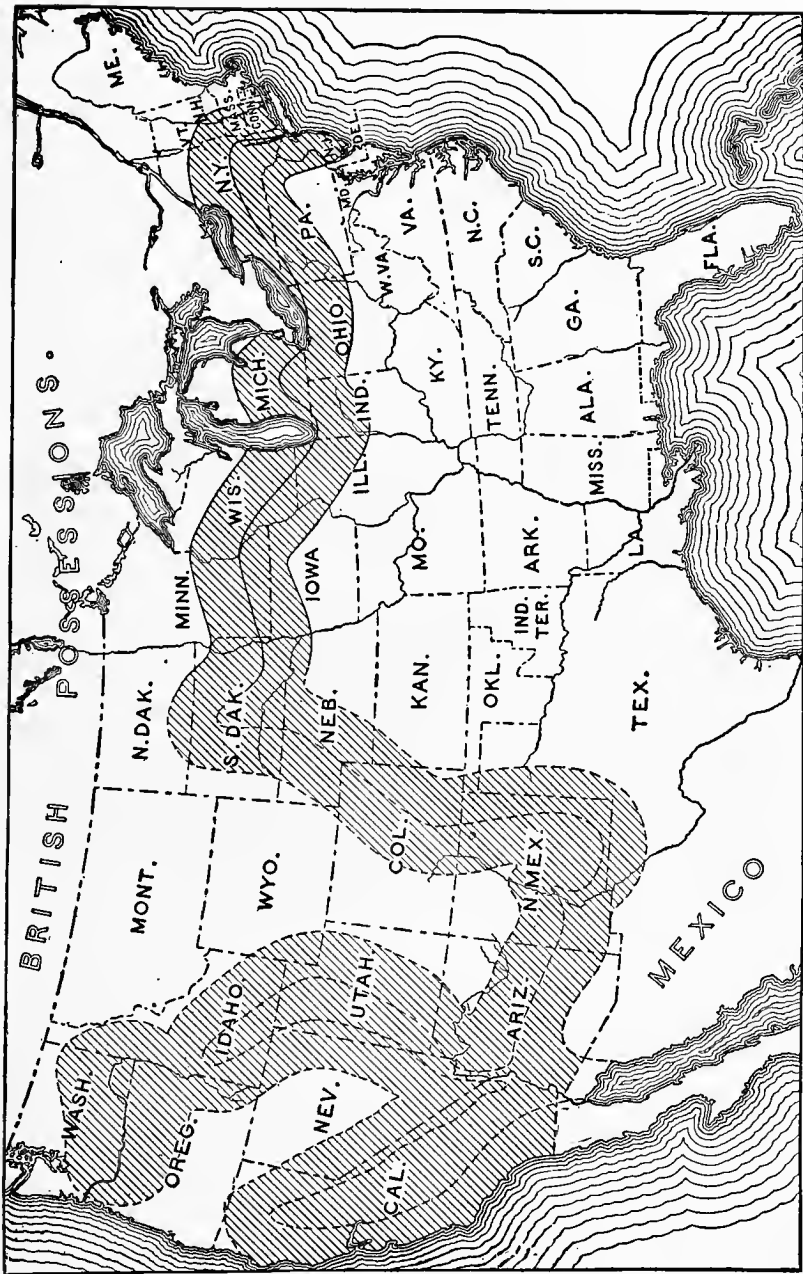 BRITISH POSSESSIONS.
WASH.
OREG.
IDAHO.
MONT.
WYO.
N.DAK.
S.DAK.
NEB.
MINN.
WIS.
MICH.
IOWA
ILL.
IND.
OHIO
PA.
N.Y.
ME.
MASS.
CONN.
DEL.
MD.
W.VA.
VA.
KY.
N.C.
S.C.
TENN.
GA.
ALA.
MISS.
FLA.
LA.
ARK.
MO.
KAN.
OKL.
IND.
TER.
TEX.
COL.
N.MEX.
ARIZ.
UTAH.
NEV.
CAL.
MEXICO